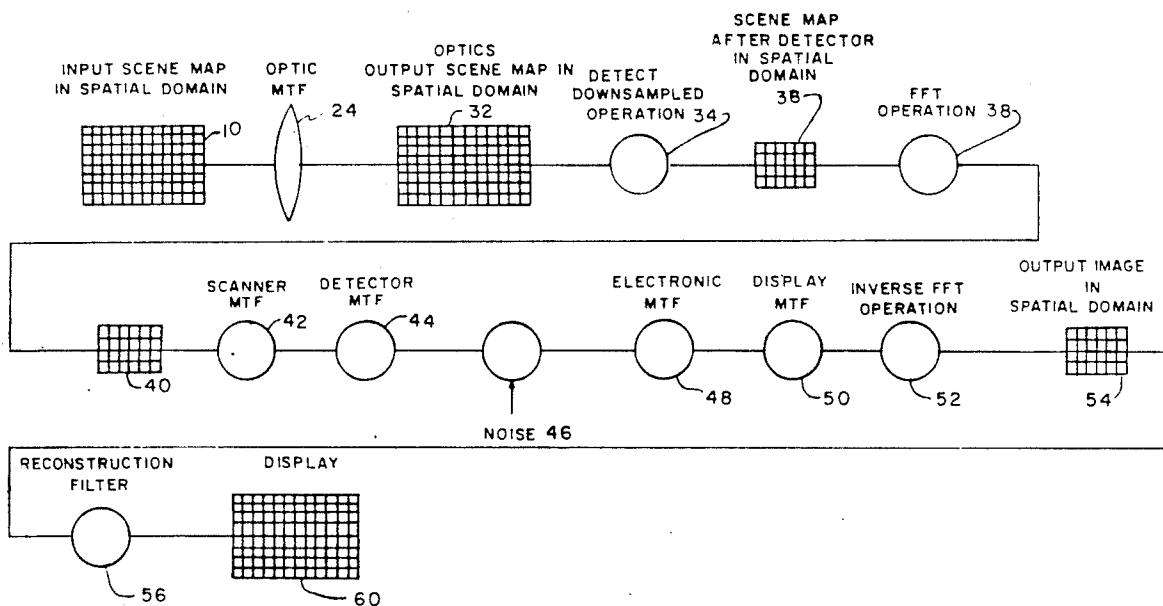 INPUT SCENE MAP
IN SPATIAL DOMAIN
10
OPTIC
MTF
24
OPTICS
OUTPUT SCENE MAP IN
SPATIAL DOMAIN
32
DETECT
DOWNSAMPLED
OPERATION 34
SCENE MAP
AFTER DETECTOR
IN SPATIAL
DOMAIN
38
FFT
OPERATION 38
40
SCANNER
MTF
42
DETECTOR
MTF
44
NOISE 46
ELECTRONIC
MTF
48
DISPLAY
MTF
50
INVERSE FFT
OPERATION
52
OUTPUT IMAGE
IN
SPATIAL DOMAIN
54
RECONSTRUCTION
FILTER
56
DISPLAY
60